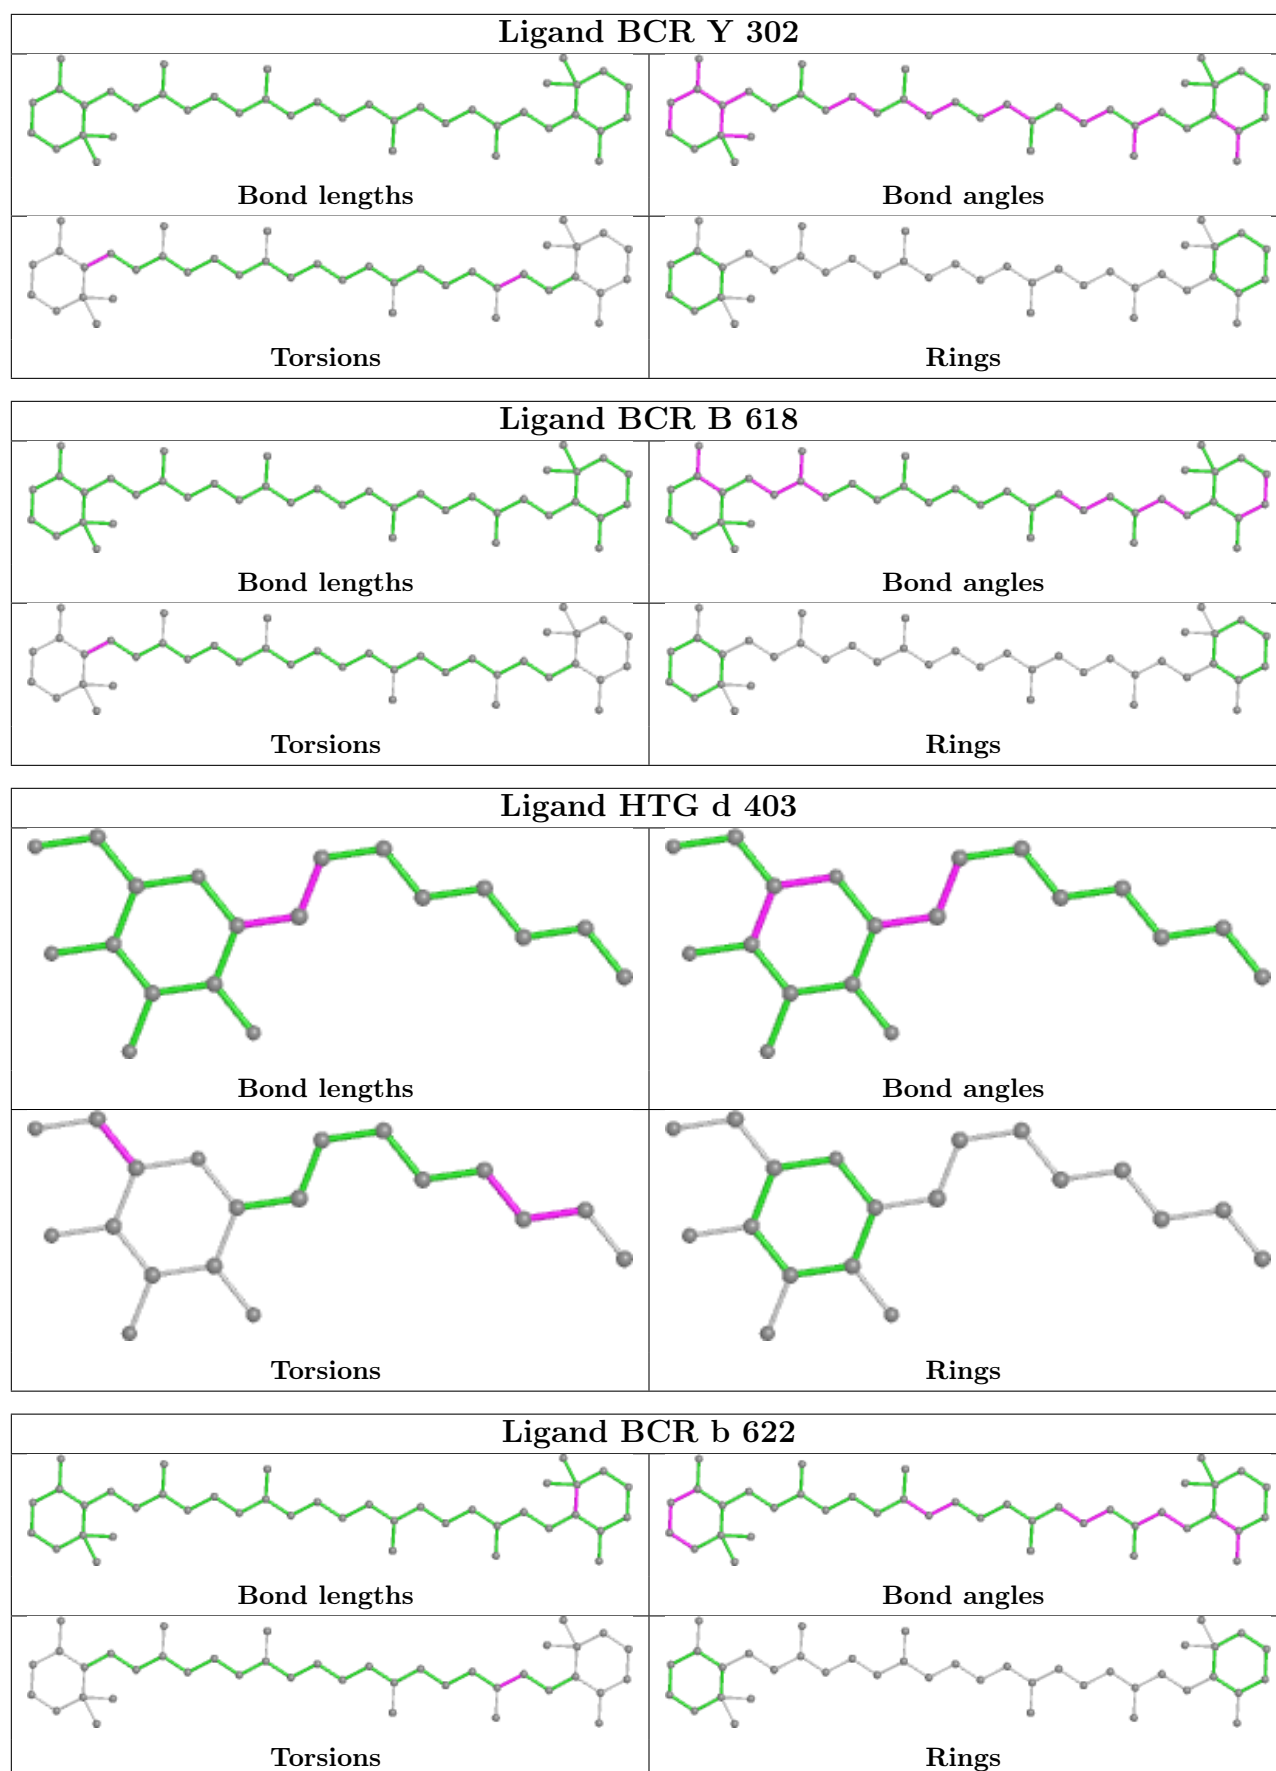 Ligand BCR Y 302
Bond lengths
Bond angles
Torsions
Rings
Ligand BCR B 618
Bond lengths
Bond angles
Torsions
Rings
Ligand HTG d 403
Bond lengths
Bond angles
Torsions
Rings
Ligand BCR b 622
Bond lengths
Bond angles
Torsions
Rings